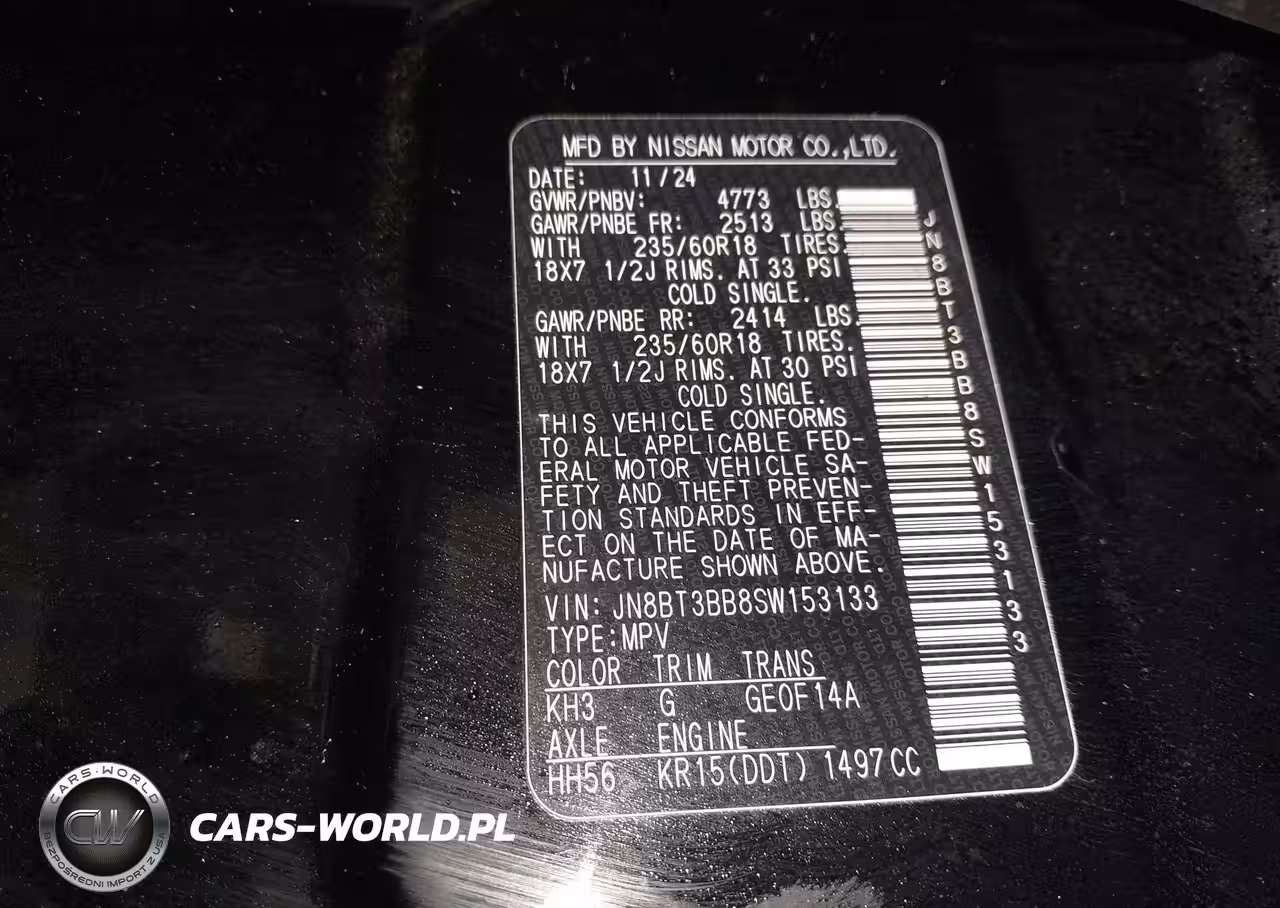 MFD BY NISSAN MOTOR CO.,LTD.
DATE: 11/24
GVWR/PNBV: 4773 LBS.
GAWR/PNBE FR: 2513 LBS.
WITH 235/60R18 TIRES.
18X7 1/2J RIMS. AT 33 PSI
COLD SINGLE.
GAWR/PNBE RR: 2414 LBS.
WITH 235/60R18 TIRES.
18X7 1/2J RIMS. AT 30 PSI
COLD SINGLE.
THIS VEHICLE CONFORMS
TO ALL APPLICABLE FED-
ERAL MOTOR VEHICLE SA-
FETY AND THEFT PREVEN-
TION STANDARDS IN EFF-
ECT ON THE DATE OF MA-
NUFACTURE SHOWN ABOVE.
VIN: JN8BT3BB8SW153133
TYPE:MPV
COLOR TRIM TRANS
KH3 G GE0F14A
AXLE ENGINE
HH56 KR15(DDT) 1497CC
JN8BT3BB8SW153133
CARS-WORLD
CW
BEZPOŚREDNI IMPORT Z USA
CARS-WORLD.PL